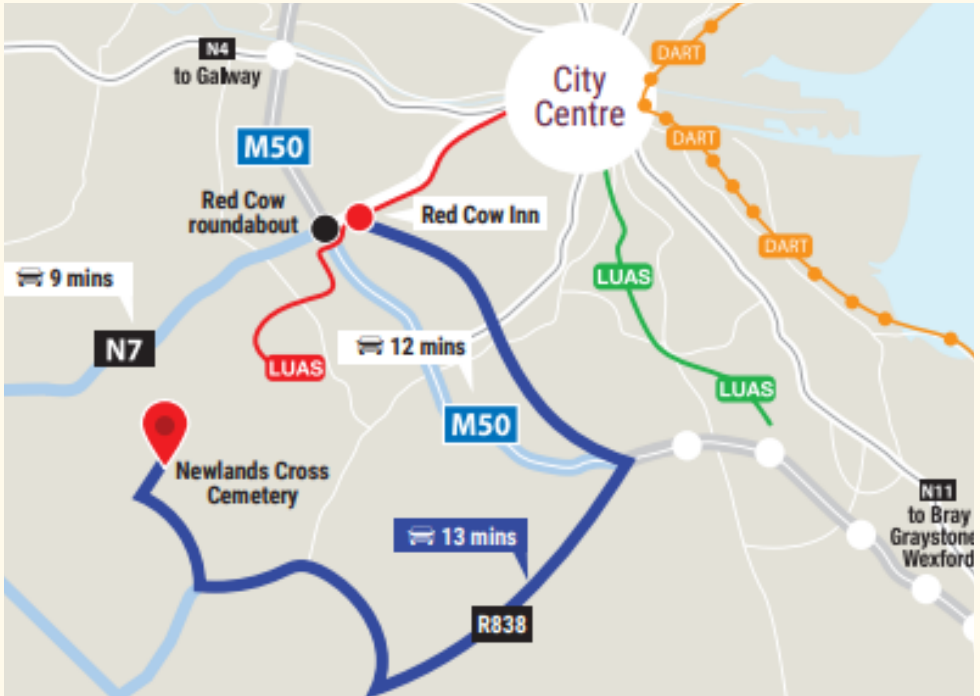 N4
to Galway
City
Centre
DART
DART
DART
M50
Red Cow
roundabout
Red Cow Inn
9 mins
N7
12 mins
LUAS
LUAS
LUAS
M50
Newlands Cross
Cemetery
13 mins
R838
N11
to Bray
Graystone
Wexford